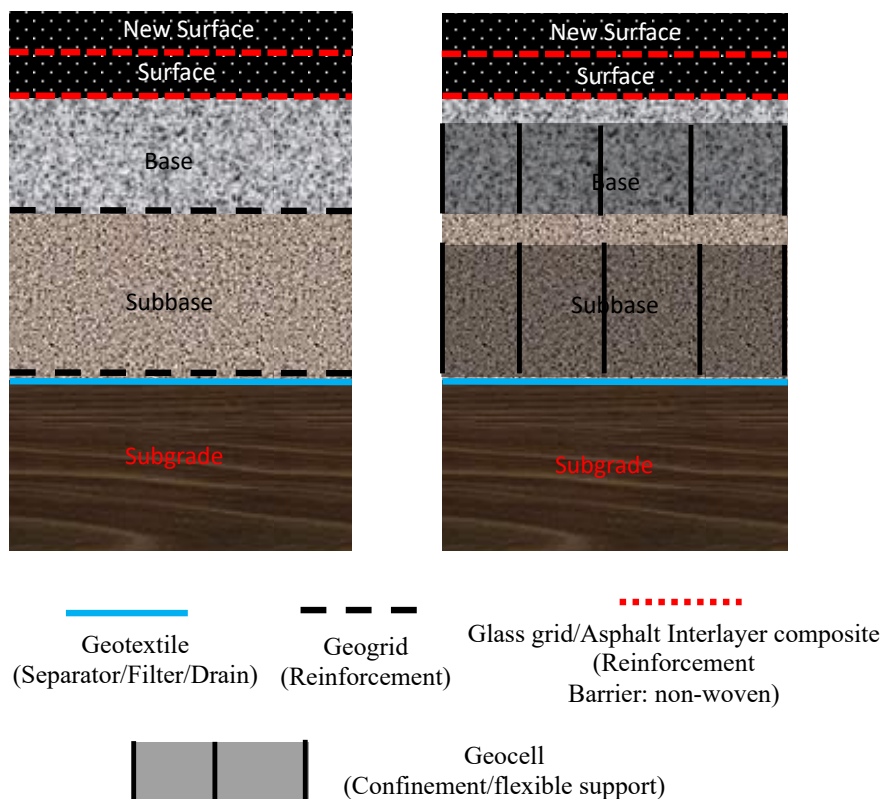 New Surface
Surface
Base
Subbase
Subgrade
New Surface
Surface
Base
Subbase
Subgrade
Geotextile
(Separator/Filter/Drain)
Geogrid
(Reinforcement)
Glass grid/Asphalt Interlayer composite
(Reinforcement
Barrier: non-woven)
Geocell
(Confinement/flexible support)